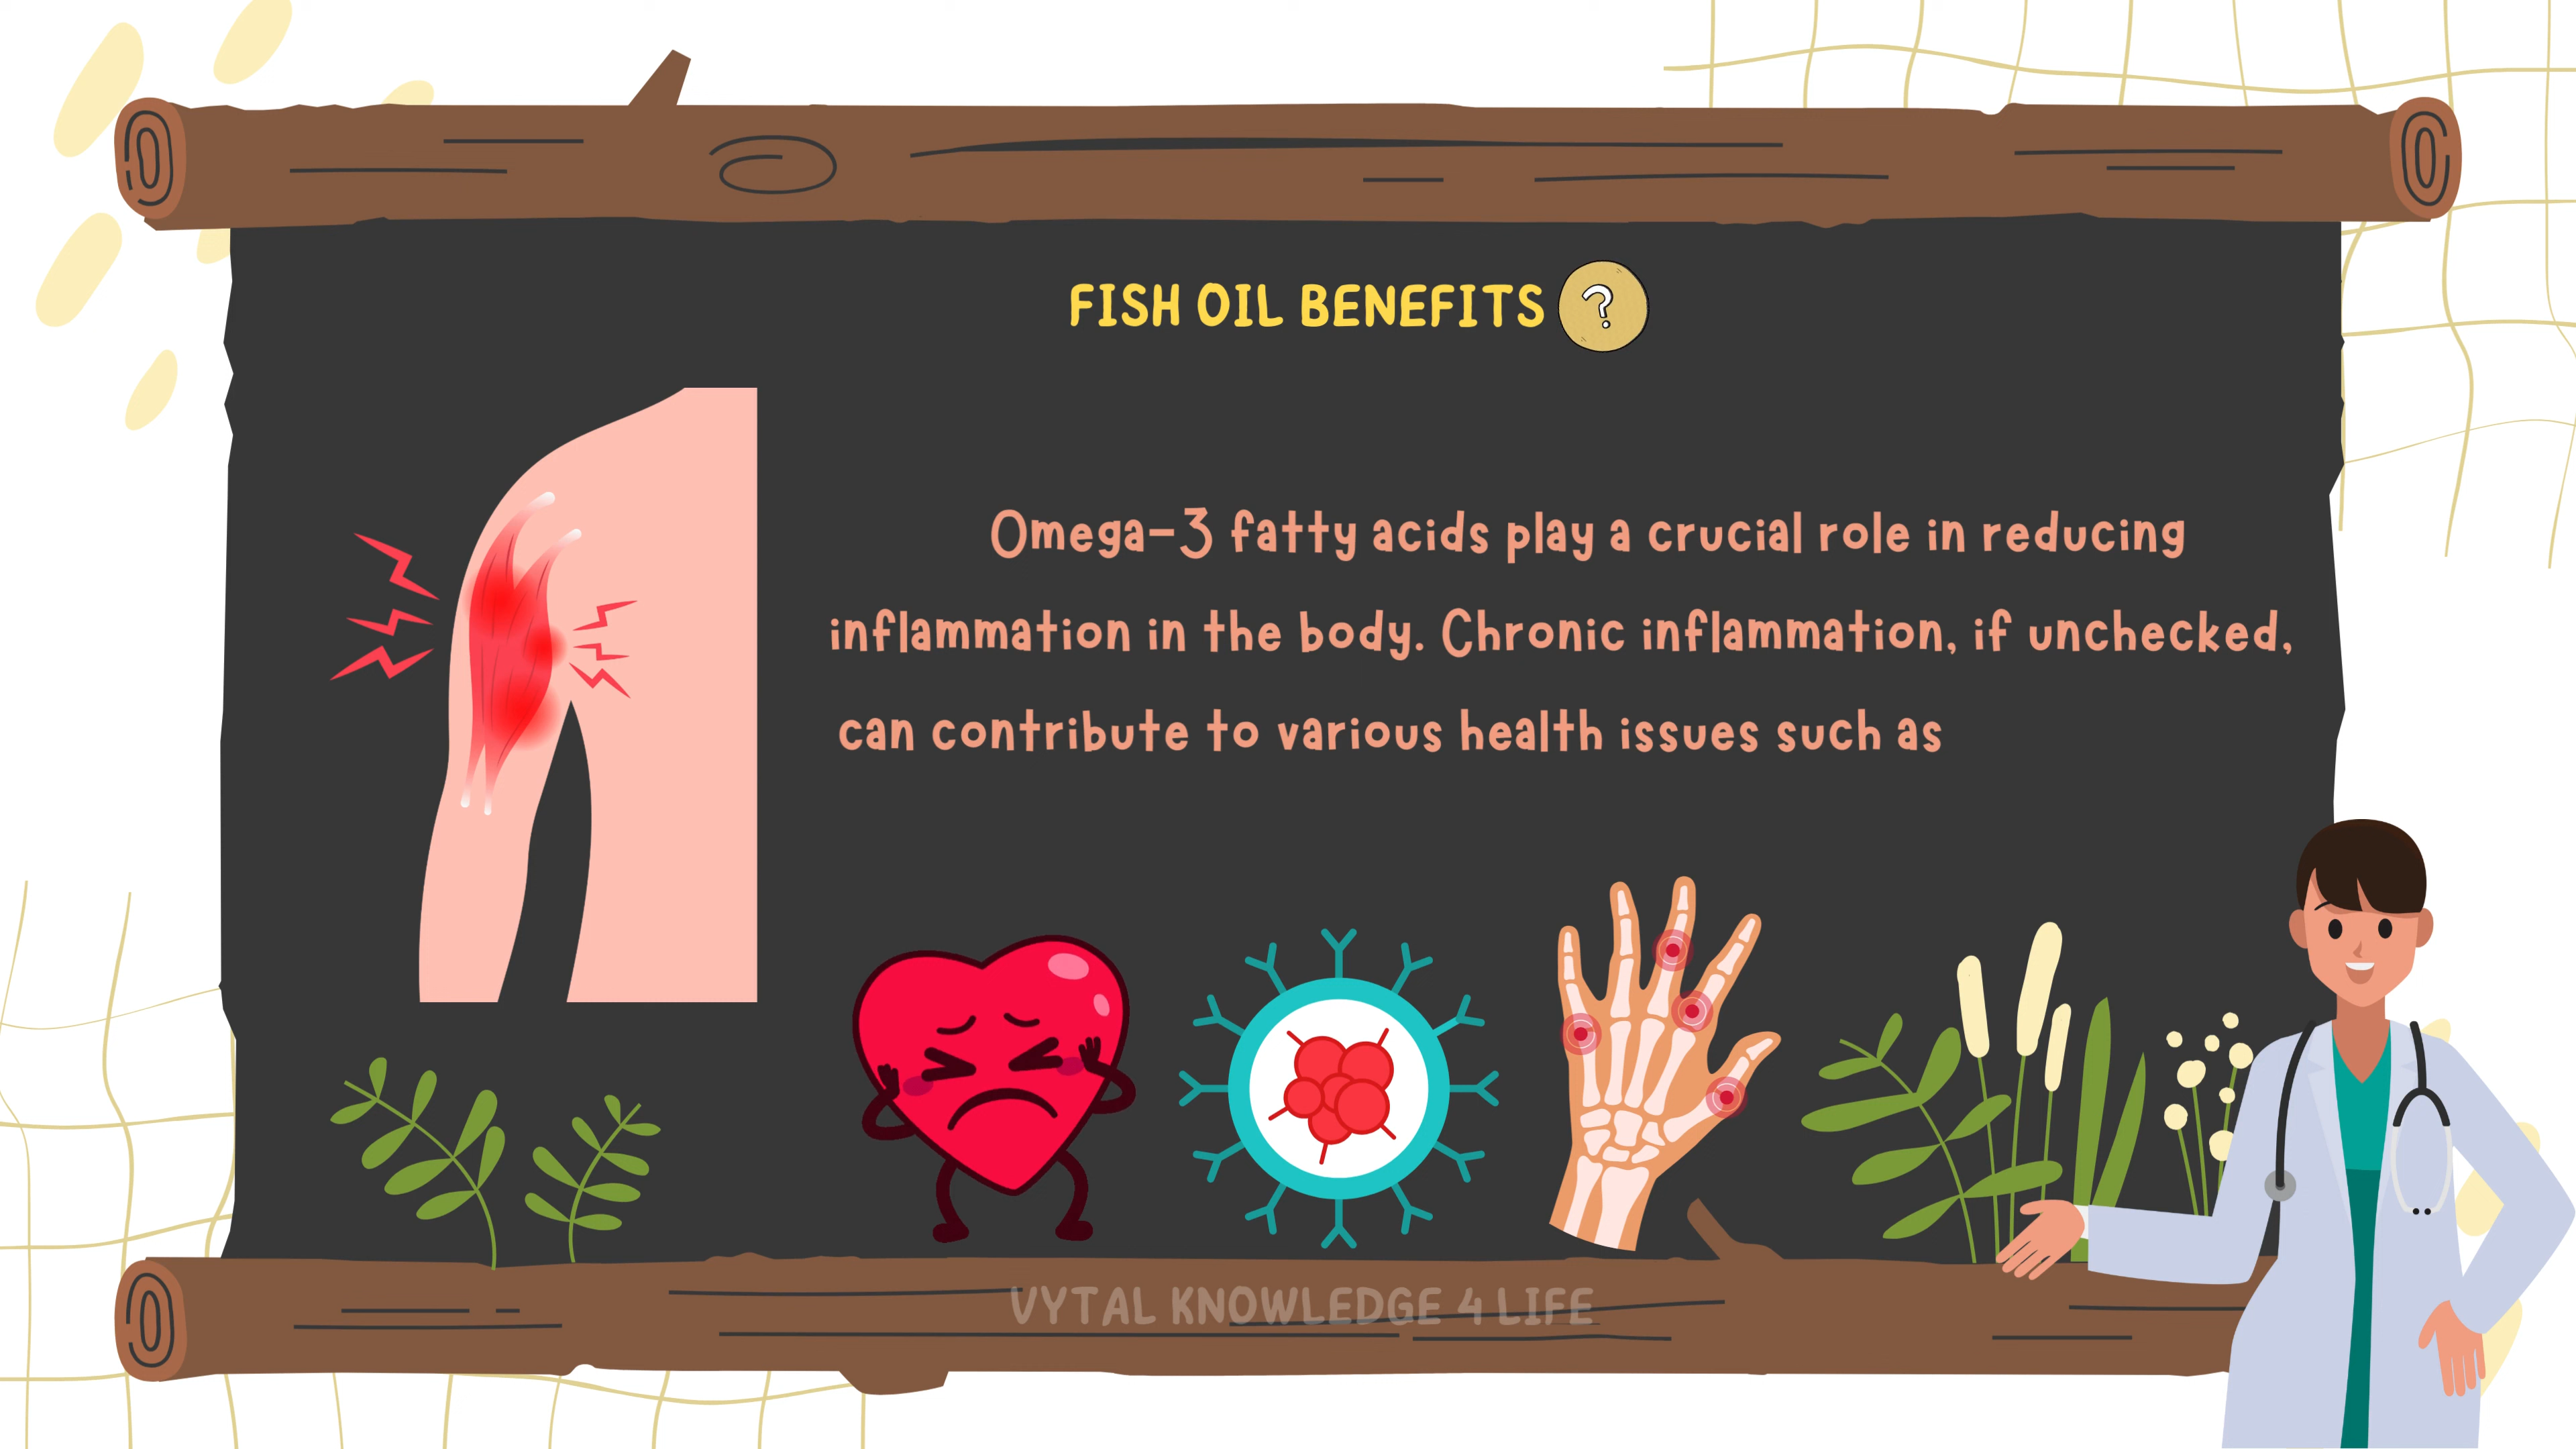 FISH OIL BENEFITS ?
Omega-3 fatty acids play a crucial role in reducing
inflammation in the body. Chronic inflammation, if unchecked,
can contribute to various health issues such as
VYTAL KNOWLEDGE 4 LIFE